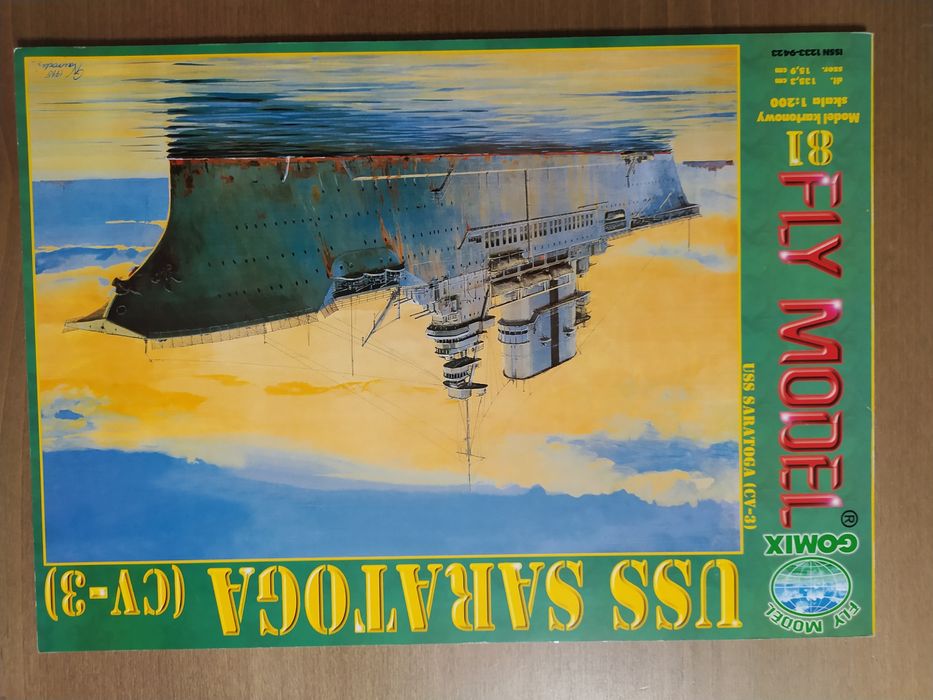 USS SARATOGA (CV-3)
FLY MODEL
GOMIX
®
FLY MODEL
USS SARATOGA (CV-3)
81
Model kartonowy
skala 1:200
dł. 135,3 cm
szer. 15,9 cm
ISSN 1233-9423
1995